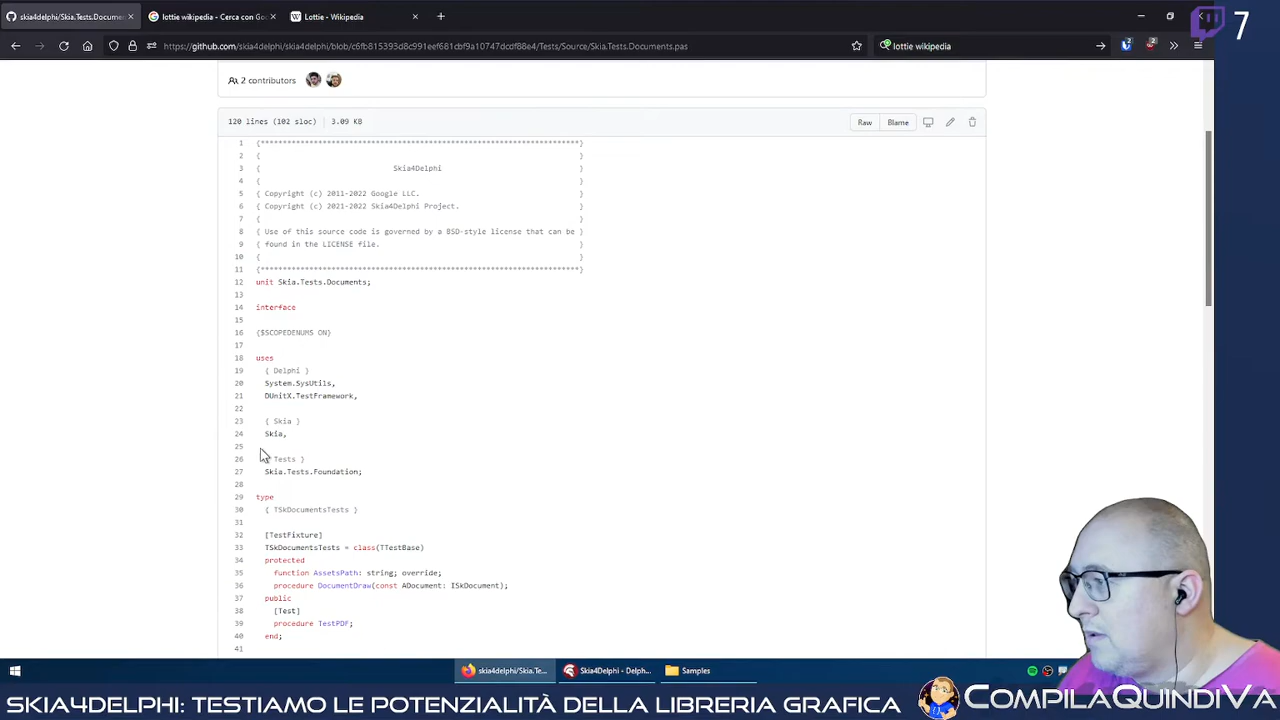 skia4delphi/Skia.Tests.Docume
lottie wikipedia - Cerca con Goo
Lottie - Wikipedia
7
https://github.com/skia4delphi/skia4delphi/blob/c6fb815393d8c991eef681cbf9a10747dcdf88e4/Tests/Source/Skia.Tests.Documents.pas
lottie wikipedia
2 contributors
120 lines (102 sloc) 3.09 KB
Raw Blame
1 {******************************************************************************}
2 { }
3 { Skia4Delphi }
4 { }
5 { Copyright (c) 2011-2022 Google LLC. }
6 { Copyright (c) 2021-2022 Skia4Delphi Project. }
7 { }
8 { Use of this source code is governed by a BSD-style license that can be }
9 { found in the LICENSE file. }
10 { }
11 {******************************************************************************}
12 unit Skia.Tests.Documents;
13
14 interface
15
16 {$SCOPEDENUMS ON}
17
18 uses
19 { Delphi }
20 System.SysUtils,
21 DUnitX.TestFramework,
22
23 { Skia }
24 Skia,
25
26 Tests }
27 Skia.Tests.Foundation;
28
29 type
30 { TSkDocumentsTests }
31
32 [TestFixture]
33 TSkDocumentsTests = class(TTestBase)
34 protected
35 function AssetsPath: string; override;
36 procedure DocumentDraw(const ADocument: ISkDocument);
37 public
38 [Test]
39 procedure TestPDF;
40 end;
41
skia4delphi/Skia.Te...
Skia4Delphi - Delph...
Samples
SKIA4DELPHI: TESTIAMO LE POTENZIALITÀ DELLA LIBRERIA GRAFICA
COMPILAQUINDIVA